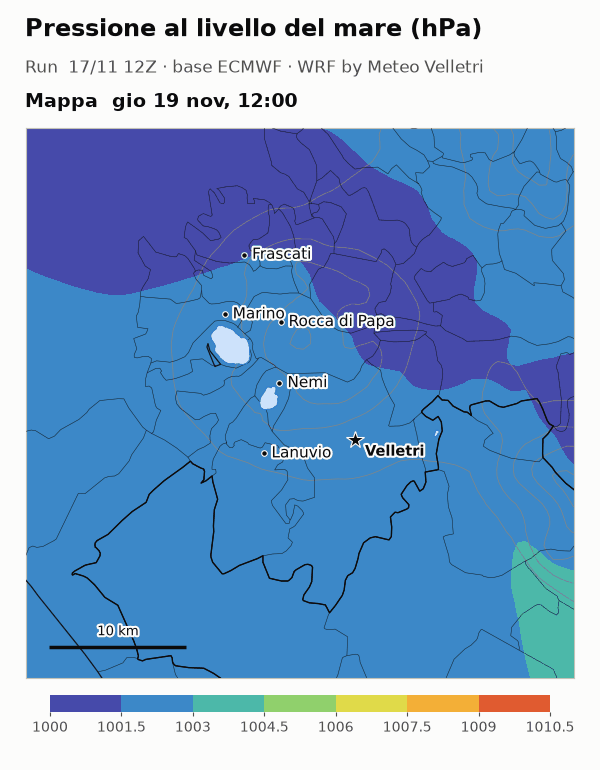 Pressione al livello del mare (hPa)
Run  17/11 12Z · base ECMWF · WRF by Meteo Velletri
Mappa  gio 19 nov, 12:00
Frascati
Marino
Rocca di Papa
Nemi
Velletri
Lanuvio
10 km
1000 1001.5 1003 1004.5 1006 1007.5 1009 1010.5